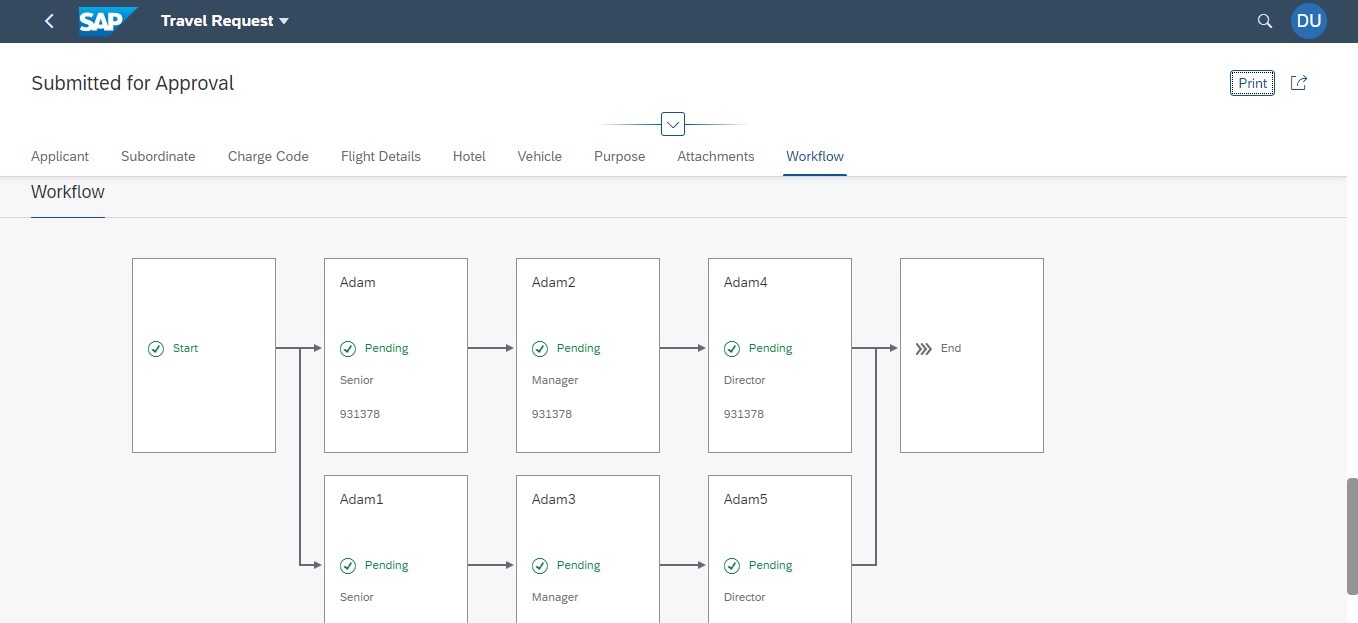 SAP Travel Request
DU
Submitted for Approval
Print
Applicant Subordinate Charge Code Flight Details Hotel Vehicle Purpose Attachments Workflow
Workflow
Start
Adam
Pending
Senior
931378
Adam2
Pending
Manager
931378
Adam4
Pending
Director
931378
End
Adam1
Pending
Senior
Adam3
Pending
Manager
Adam5
Pending
Director